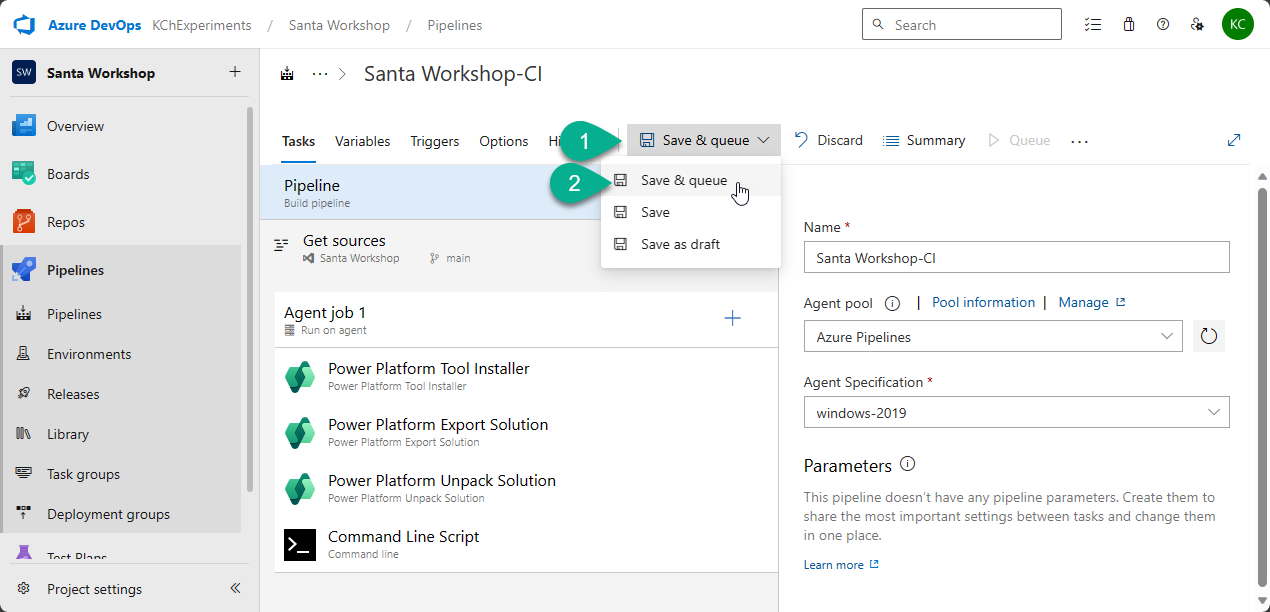 Azure DevOps KChExperiments / Santa Workshop / Pipelines
Search
KC
SW Santa Workshop +
Overview
Boards
Repos
Pipelines
Pipelines
Environments
Releases
Library
Task groups
Deployment groups
Test Plans
Project settings
··· > Santa Workshop-CI
Tasks Variables Triggers Options Hi
1
Save & queue
Discard Summary Queue ···
2
Save & queue
Save
Save as draft
Pipeline
Build pipeline
Get sources
Santa Workshop main
Agent job 1
Run on agent
Power Platform Tool Installer
Power Platform Tool Installer
Power Platform Export Solution
Power Platform Export Solution
Power Platform Unpack Solution
Power Platform Unpack Solution
Command Line Script
Command line
Name *
Santa Workshop-CI
Agent pool | Pool information | Manage
Azure Pipelines
Agent Specification *
windows-2019
Parameters
This pipeline doesn't have any pipeline parameters. Create them to
share the most important settings between tasks and change them
in one place.
Learn more